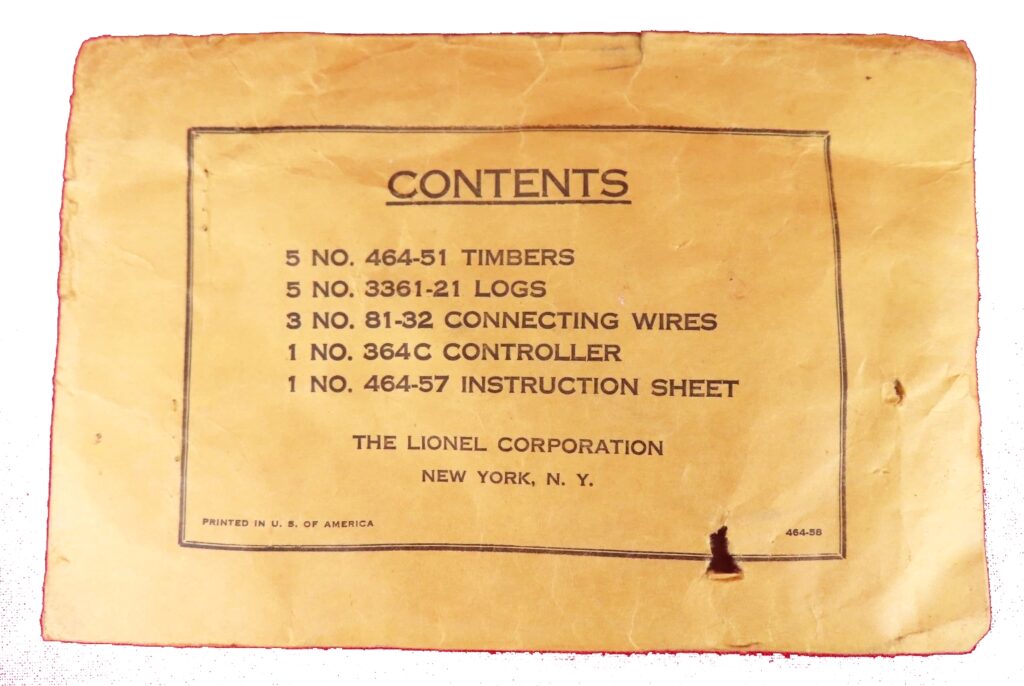 CONTENTS
5 NO. 464-51 TIMBERS
5 NO. 3361-21 LOGS
3 NO. 81-32 CONNECTING WIRES
1 NO. 364C CONTROLLER
1 NO. 464-57 INSTRUCTION SHEET
THE LIONEL CORPORATION
NEW YORK, N. Y.
PRINTED IN U. S. OF AMERICA
464-58